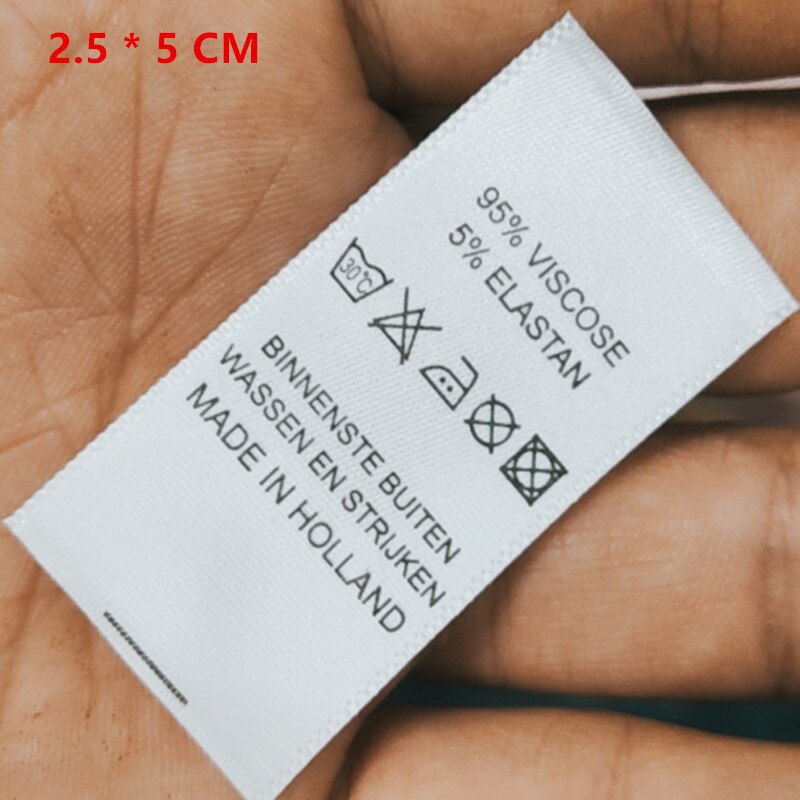 2.5 * 5 CM
95% VISCOSE
5% ELASTAN
30℃
BINNENSTE BUITEN
WASSEN EN STRIJKEN
MADE IN HOLLAND